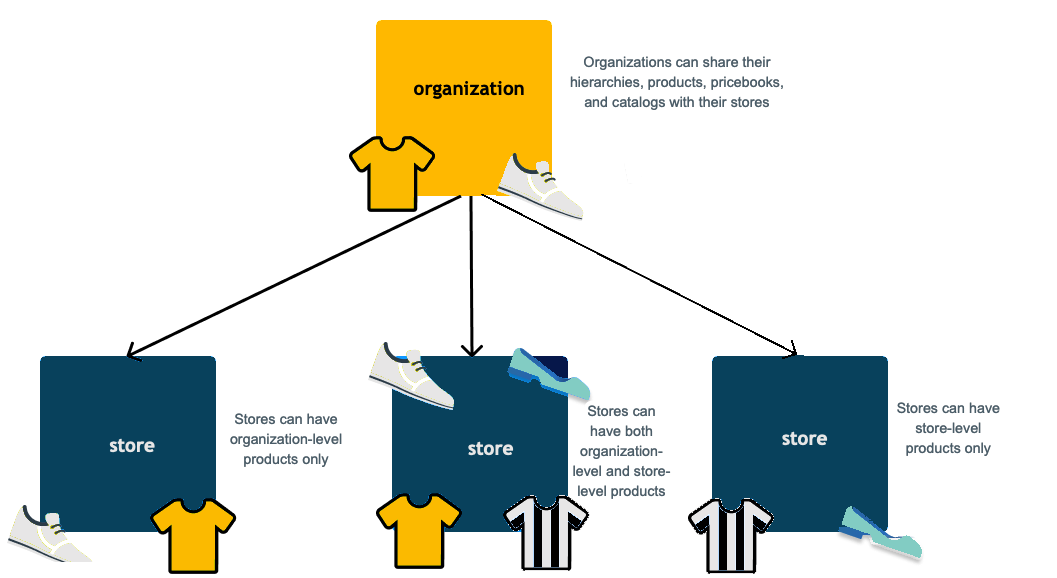 organization
Organizations can share their
hierarchies, products, pricebooks,
and catalogs with their stores
store
Stores can have
organization-level
products only
store
Stores can
have both
organization-
level and store-
level products
store
Stores can have
store-level
products only